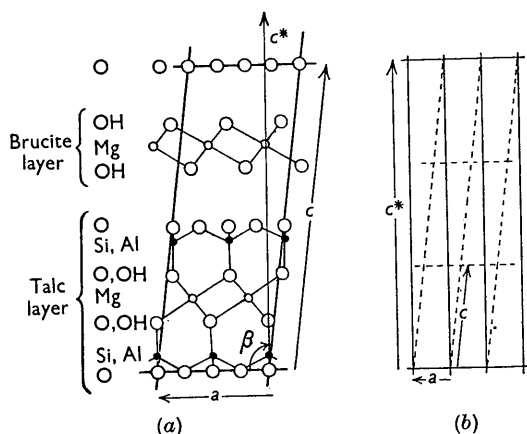 c*
O
Brucite layer
OH
Mg
OH
c
Talc layer
O
Si, Al
O,OH
Mg
O,OH
Si, Al
O
β
a
(a)
c*
c
a
(b)